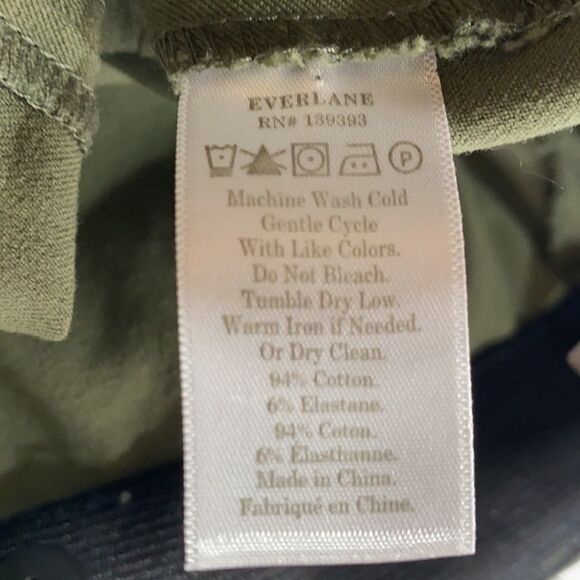 EVERLANE
RN# 139393
P
Machine Wash Cold
Gentle Cycle
With Like Colors.
Do Not Bleach.
Tumble Dry Low.
Warm Iron if Needed.
Or Dry Clean.
94% Cotton.
6% Elastane.
94% Coton.
6% Elasthanne.
Made in China.
Fabriqué en Chine.